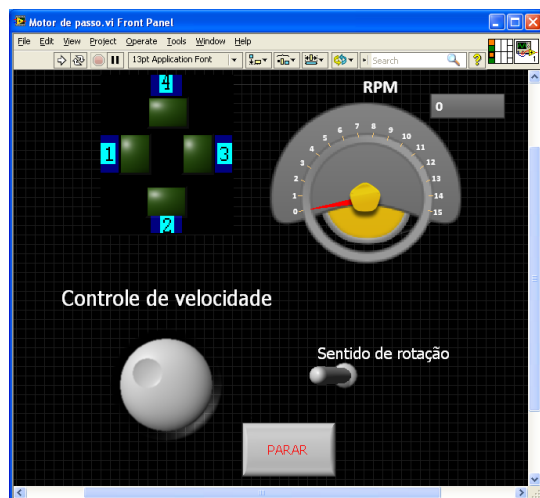 Motor de passo.vi Front Panel
File Edit View Project Operate Tools Window Help
13pt Application Font
Search
?
1
4
RPM
0
1
3
2
0 1 2 3 4 5 6 7 8 9 10 11 12 13 14 15
Controle de velocidade
Sentido de rotação
PARAR